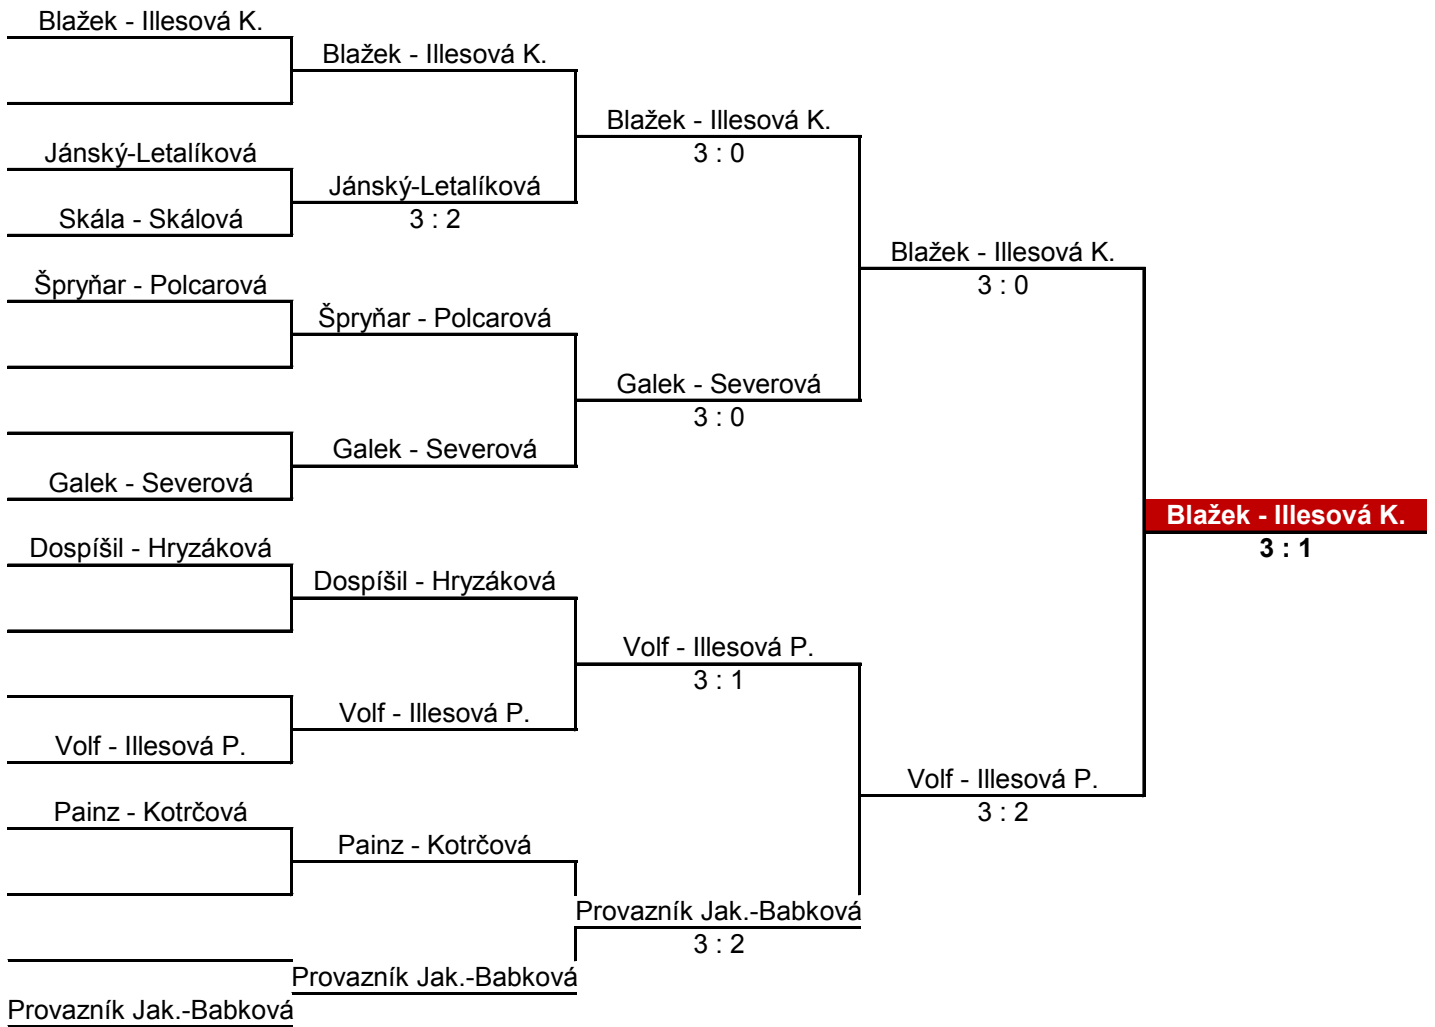 Blažek - Illesová K.
Blažek - Illesová K.
Blažek - Illesová K.
3 : 0
Jánský-Letalíková
Jánský-Letalíková
3 : 2
Skála - Skálová
Blažek - Illesová K.
3 : 0
Špryňar - Polcarová
Špryňar - Polcarová
Galek - Severová
3 : 0
Galek - Severová
Galek - Severová
Blažek - Illesová K.
3 : 1
Dospíšil - Hryzáková
Dospíšil - Hryzáková
Volf - Illesová P.
3 : 1
Volf - Illesová P.
Volf - Illesová P.
Volf - Illesová P.
3 : 2
Painz - Kotrčová
Painz - Kotrčová
Provazník Jak.-Babková
3 : 2
Provazník Jak.-Babková
Provazník Jak.-Babková